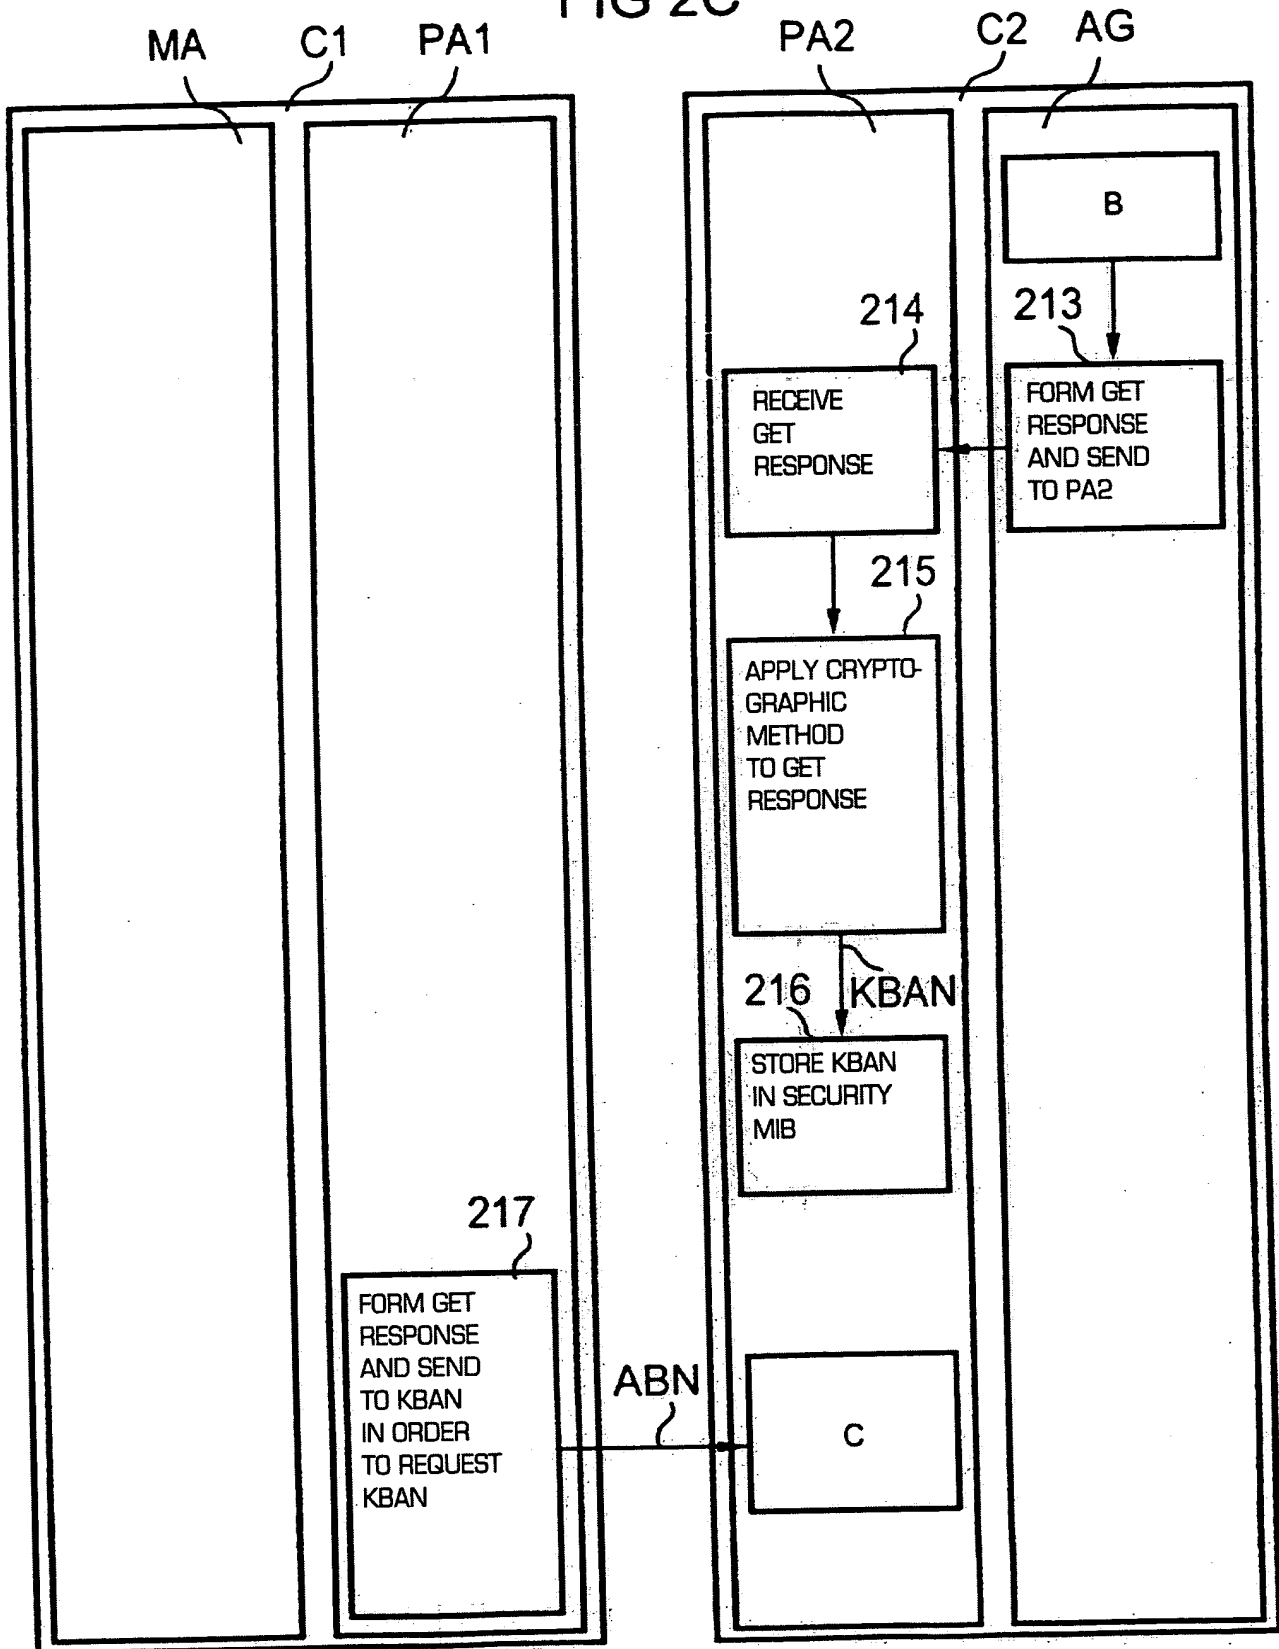 FIG 2C
MA
C1
PA1
PA2
C2
AG
B
213
214
FORM GET
RESPONSE
AND SEND
TO PA2
RECEIVE
GET
RESPONSE
215
APPLY CRYPTO-
GRAPHIC
METHOD
TO GET
RESPONSE
KBAN
216
STORE KBAN
IN SECURITY
MIB
217
FORM GET
RESPONSE
AND SEND
TO KBAN
IN ORDER
TO REQUEST
KBAN
ABN
C